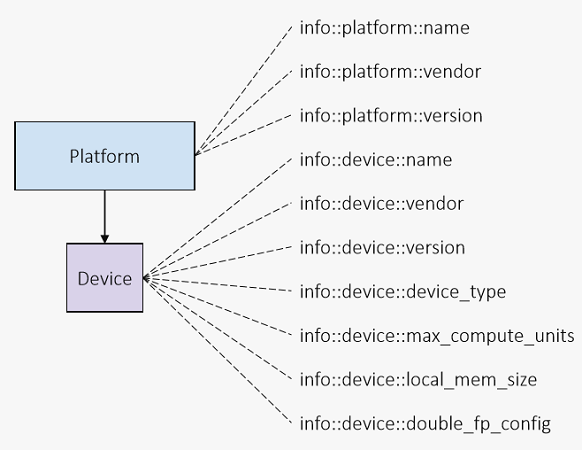 info::platform::name
info::platform::vendor
info::platform::version
Platform
info::device::name
info::device::vendor
info::device::version
Device
info::device::device_type
info::device::max_compute_units
info::device::local_mem_size
info::device::double_fp_config